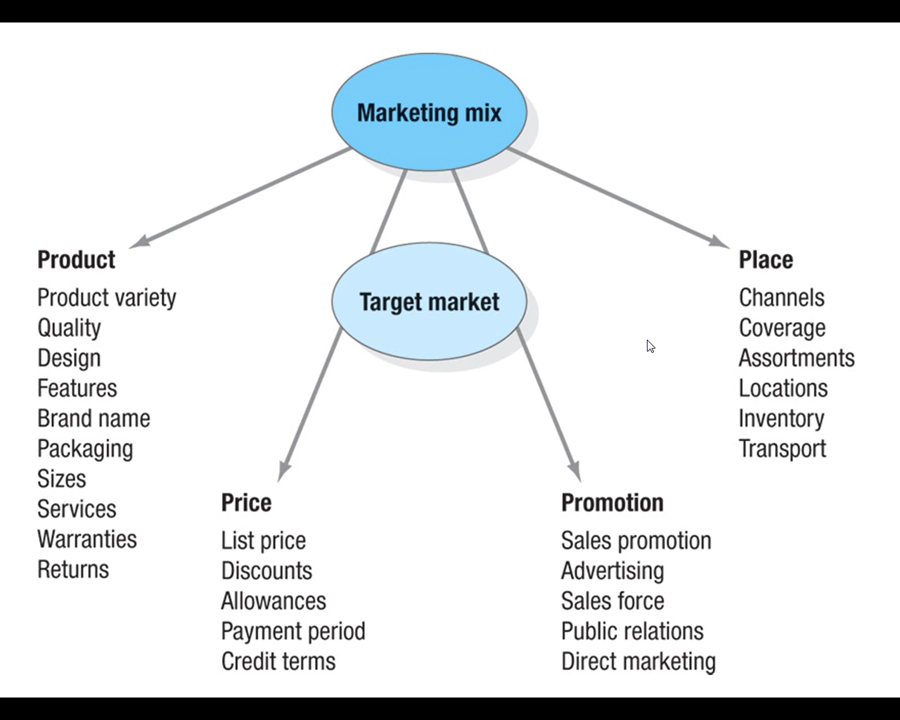 Marketing mix
Target market
Product
Product variety
Quality
Design
Features
Brand name
Packaging
Sizes
Services
Warranties
Returns
Price
List price
Discounts
Allowances
Payment period
Credit terms
Promotion
Sales promotion
Advertising
Sales force
Public relations
Direct marketing
Place
Channels
Coverage
Assortments
Locations
Inventory
Transport